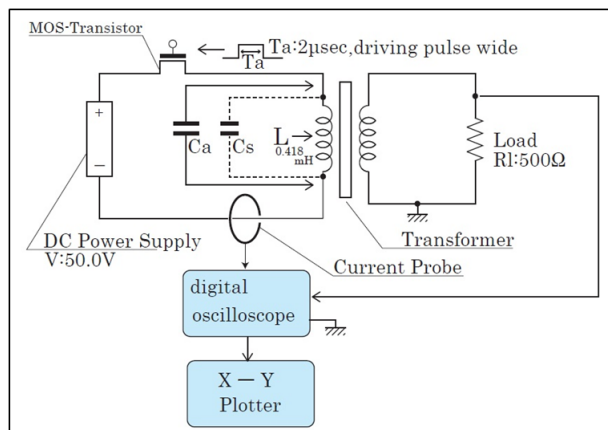 MOS-Transistor
Ta:2μsec,driving pulse wide
Ta
+
−
Ca
Cs
L
0.418
mH
Load
Rl:500Ω
DC Power Supply
V:50.0V
Transformer
Current Probe
digital
oscilloscope
X − Y
Plotter